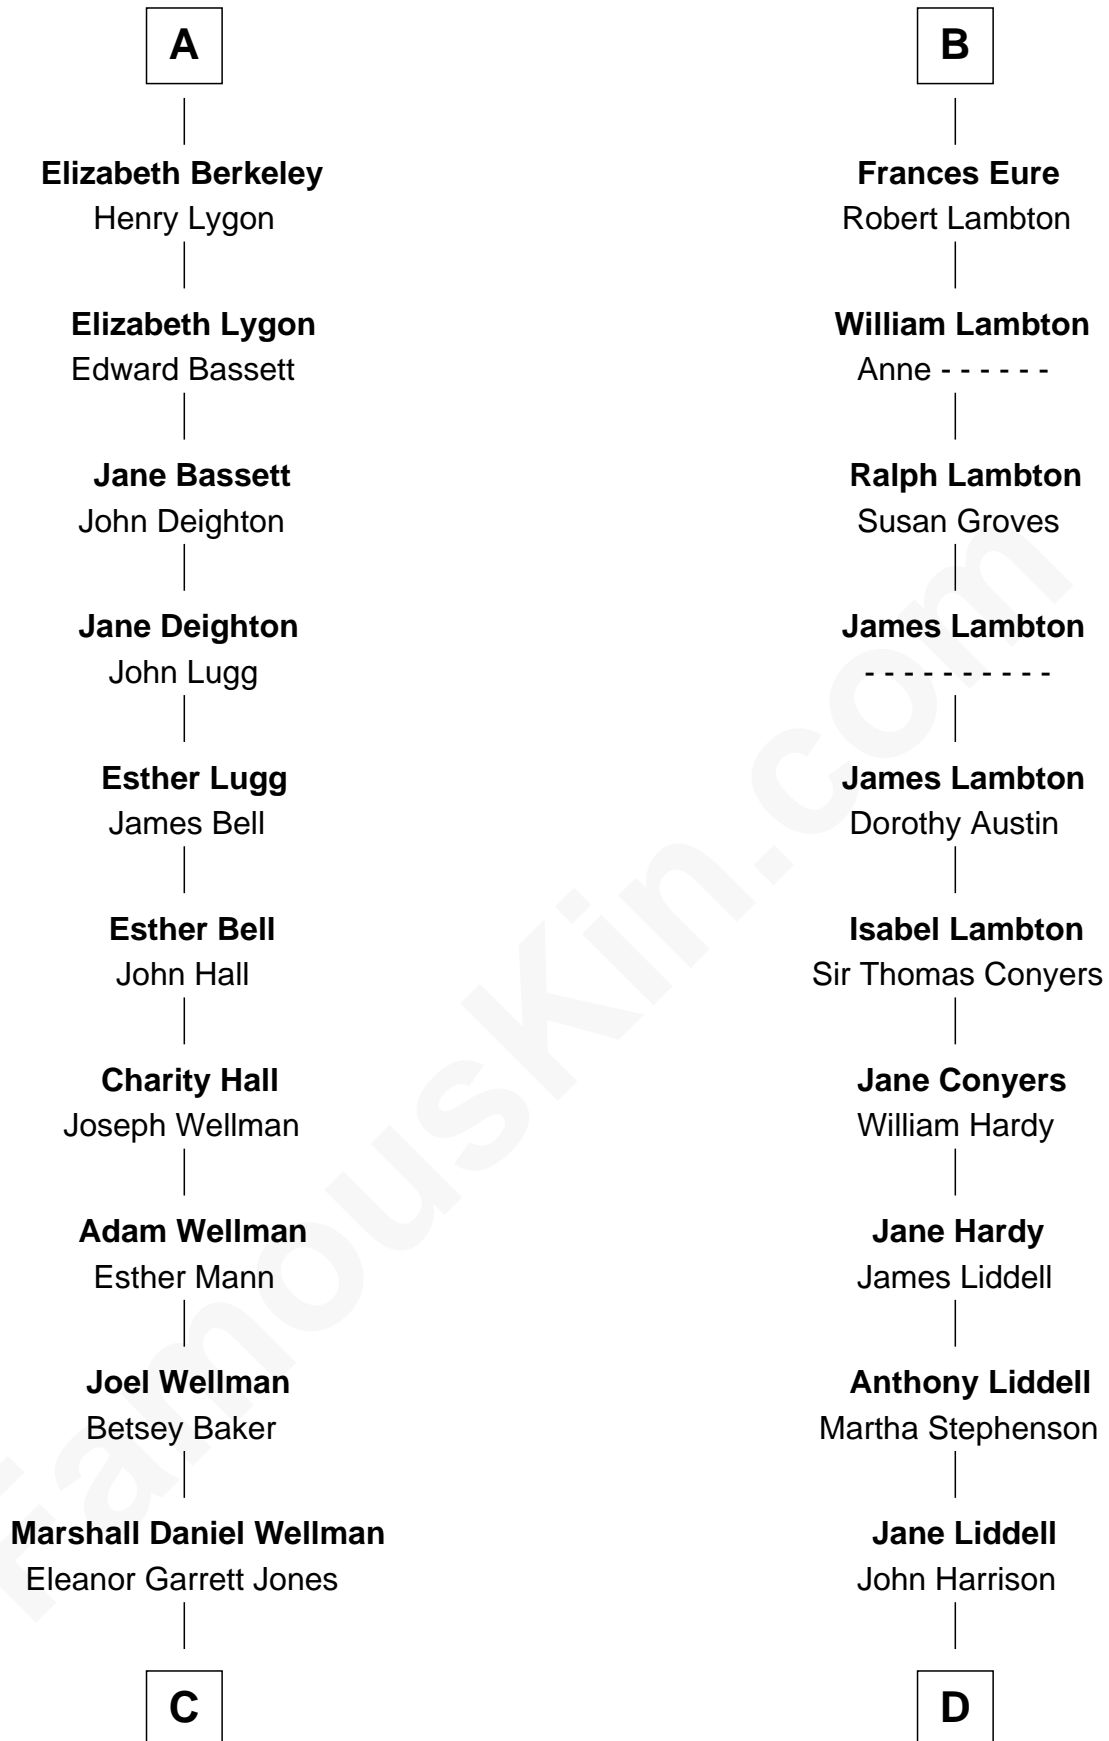 A
Elizabeth Berkeley
Henry Lygon
Elizabeth Lygon
Edward Bassett
Jane Bassett
John Deighton
Jane Deighton
John Lugg
Esther Lugg
James Bell
Esther Bell
John Hall
Charity Hall
Joseph Wellman
Adam Wellman
Esther Mann
Joel Wellman
Betsey Baker
Marshall Daniel Wellman
Eleanor Garrett Jones
C
B
Frances Eure
Robert Lambton
William Lambton
Anne - - - - - -
Ralph Lambton
Susan Groves
James Lambton
- - - - - - - - - -
James Lambton
Dorothy Austin
Isabel Lambton
Sir Thomas Conyers
Jane Conyers
William Hardy
Jane Hardy
James Liddell
Anthony Liddell
Martha Stephenson
Jane Liddell
John Harrison
D
FamousKin.com